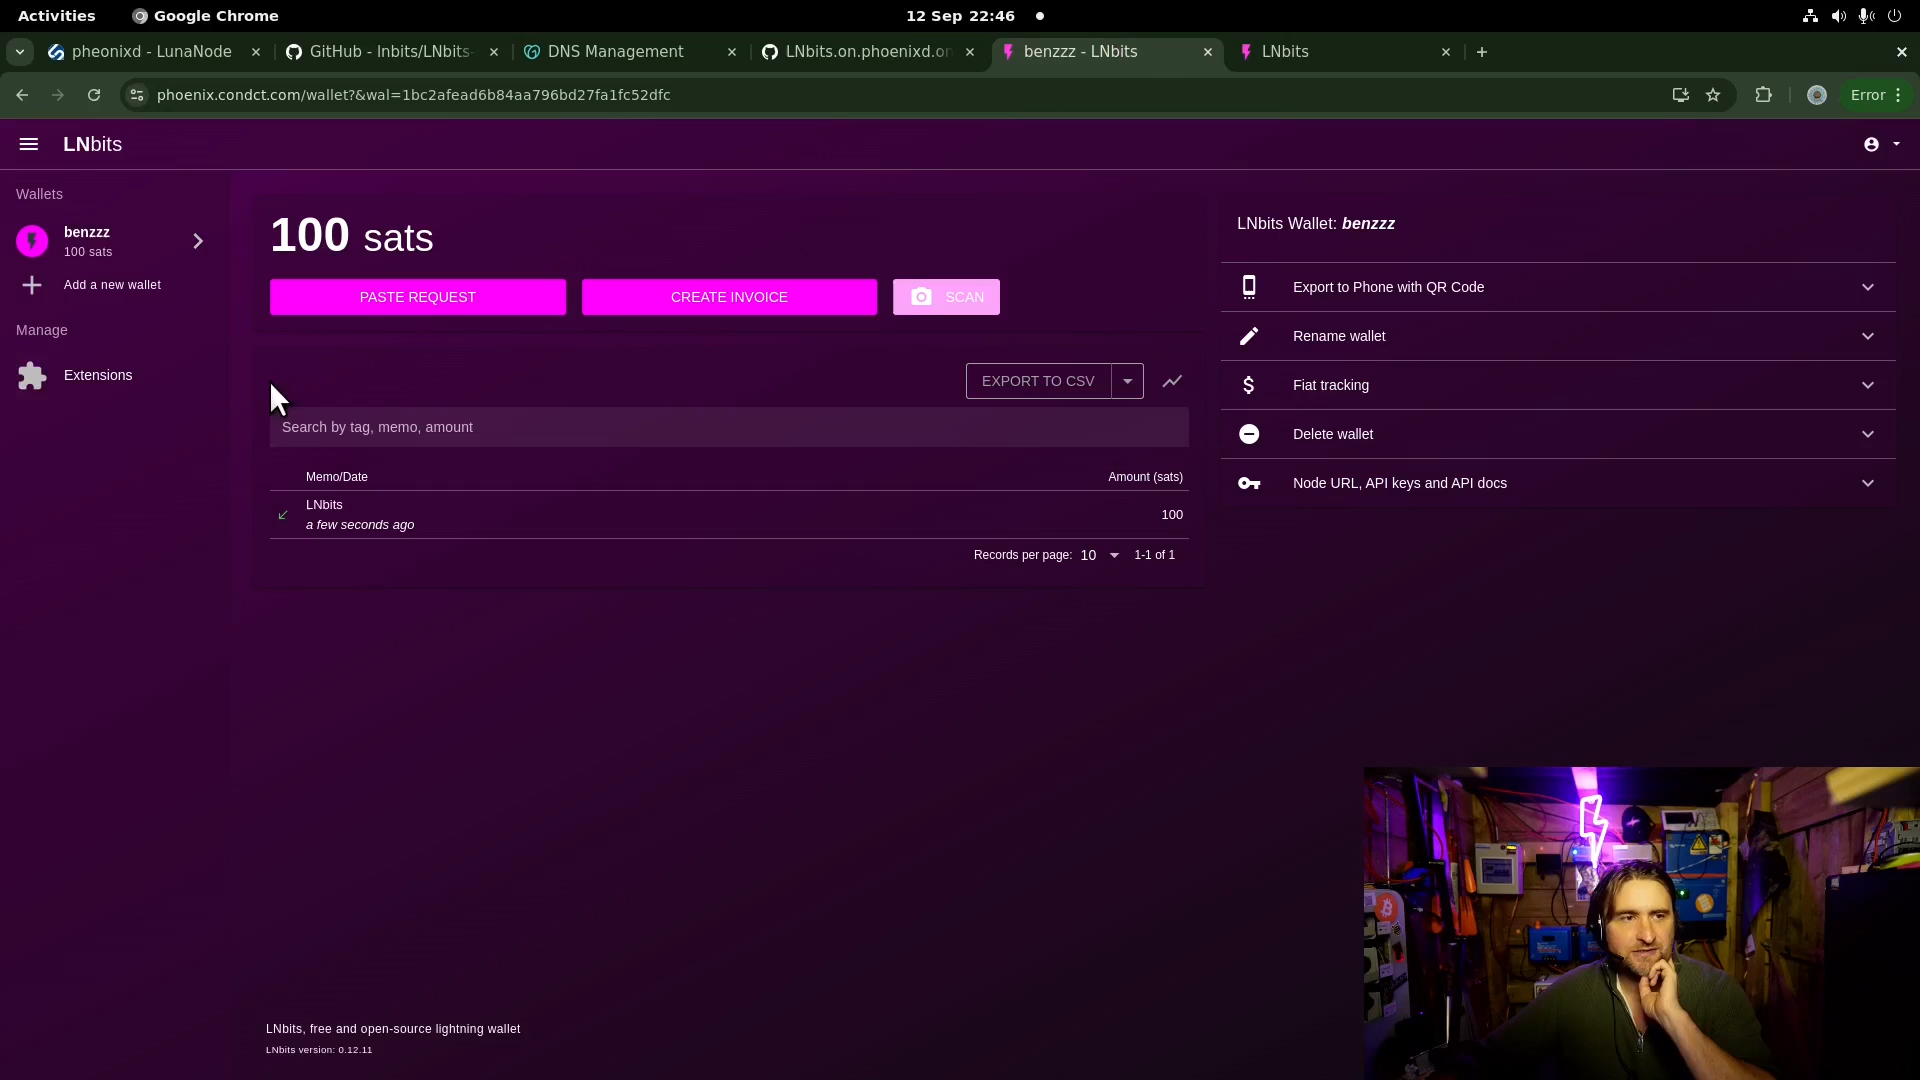 Activities
Google Chrome
12 Sep 22:46
pheonixd - LunaNode
GitHub - lnbits/LNbits-
DNS Management
LNbits.on.phoenixd.on
benzzz - LNbits
LNbits
phoenix.condct.com/wallet?&wal=1bc2afead6b84aa796bd27fa1fc52dfc
Error
LNbits
Wallets
benzzz
100 sats
Add a new wallet
Manage
Extensions
100 sats
PASTE REQUEST
CREATE INVOICE
SCAN
EXPORT TO CSV
Search by tag, memo, amount
Memo/Date
Amount (sats)
LNbits
a few seconds ago
100
Records per page: 10
1-1 of 1
LNbits Wallet: benzzz
Export to Phone with QR Code
Rename wallet
Fiat tracking
Delete wallet
Node URL, API keys and API docs
LNbits, free and open-source lightning wallet
LNbits version: 0.12.11